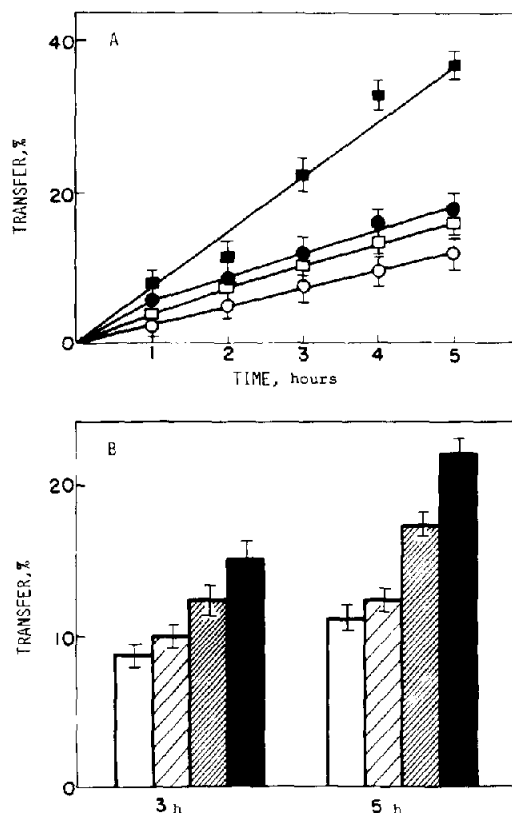 A
40
20
0
TRANSFER,%
1 2 3 4 5
TIME, hours
B
20
10
0
TRANSFER,%
3 h 5 h